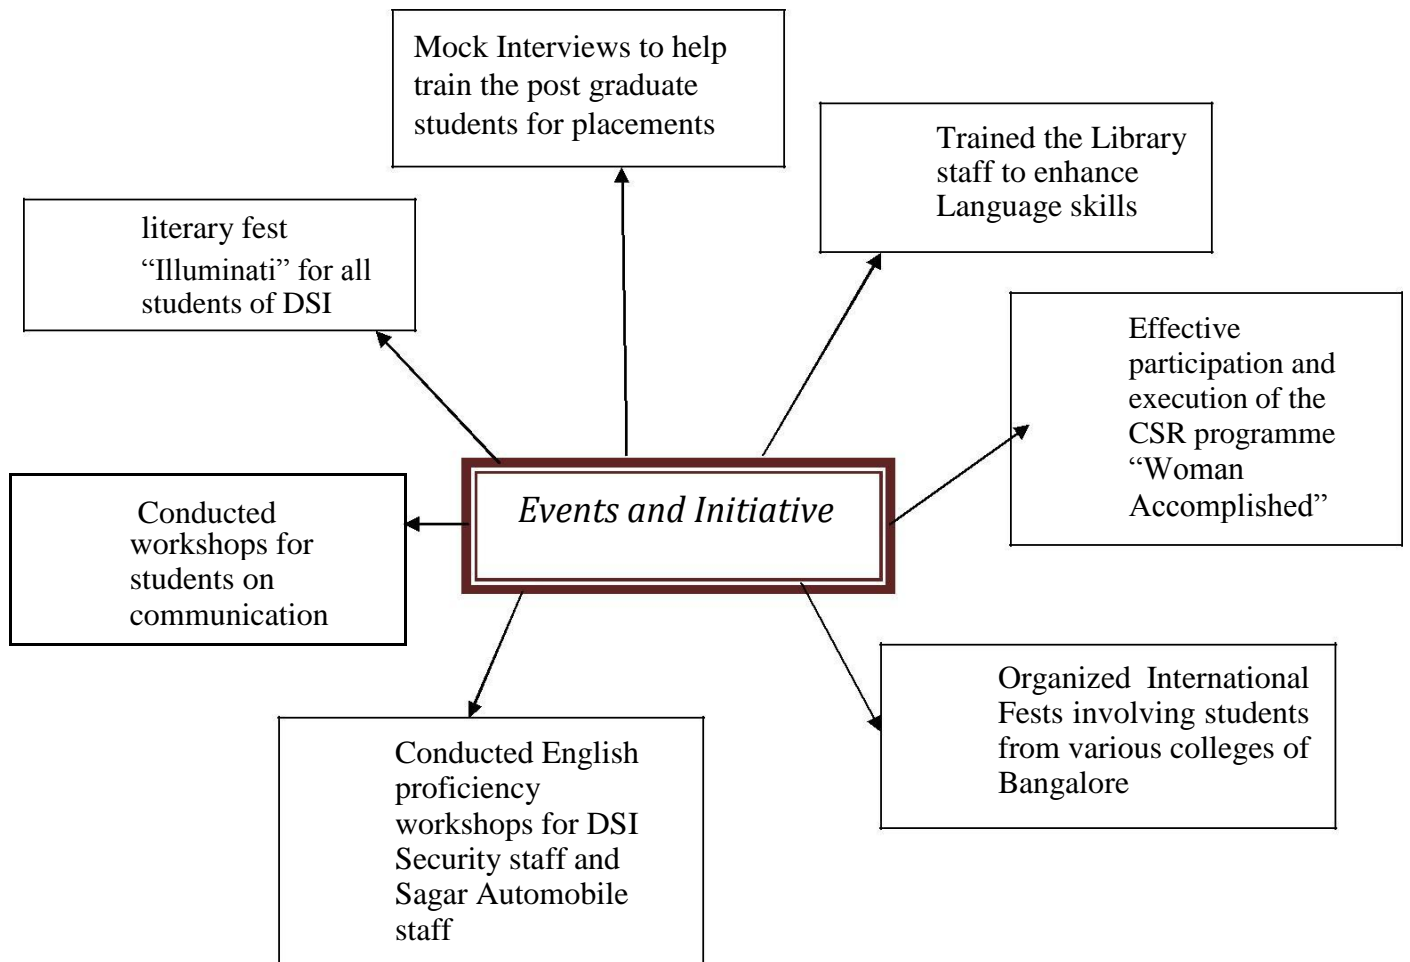 Mock Interviews to help
train the post graduate
students for placements
Trained the Library
staff to enhance
Language skills
literary fest
“Illuminati” for all
students of DSI
Effective
participation and
execution of the
CSR programme
“Woman
Accomplished”
Events and Initiative
Conducted
workshops for
students on
communication
Organized International
Fests involving students
from various colleges of
Bangalore
Conducted English
proficiency
workshops for DSI
Security staff and
Sagar Automobile
staff